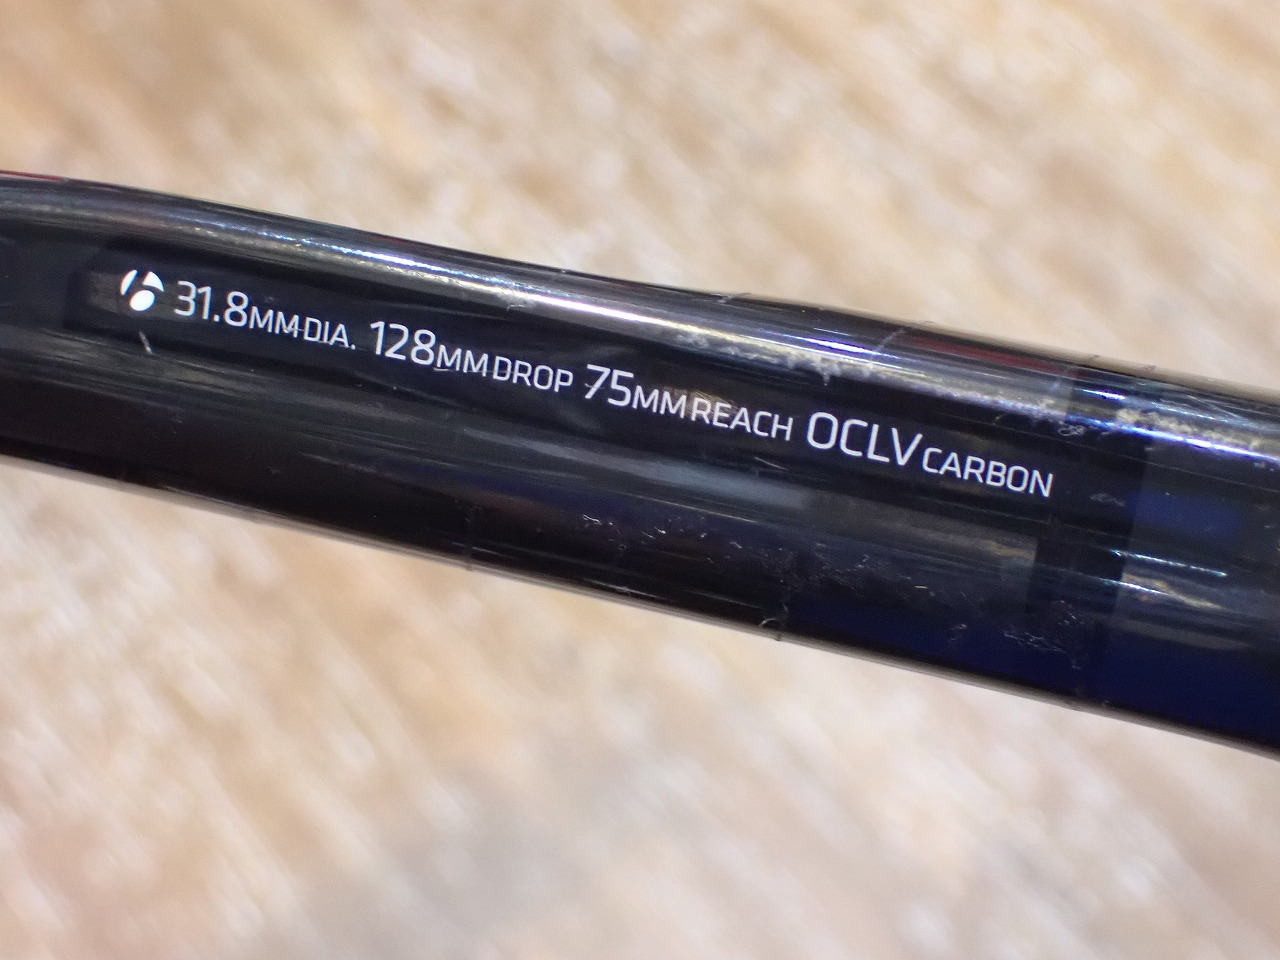 31.8MM DIA. 128MM DROP 75MM REACH OCLV CARBON